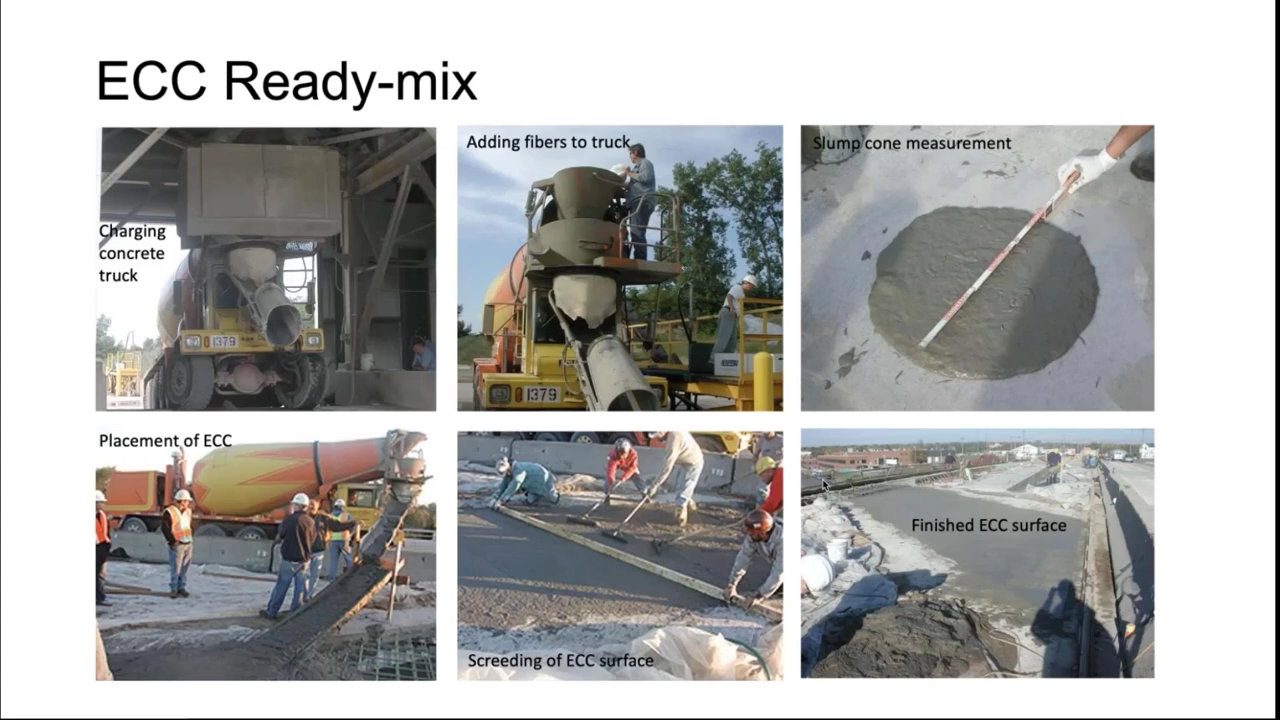 ECC Ready-mix
Charging
concrete
truck
1379
Adding fibers to truck
1379
Slump cone measurement
Placement of ECC
Screeding of ECC surface
Finished ECC surface